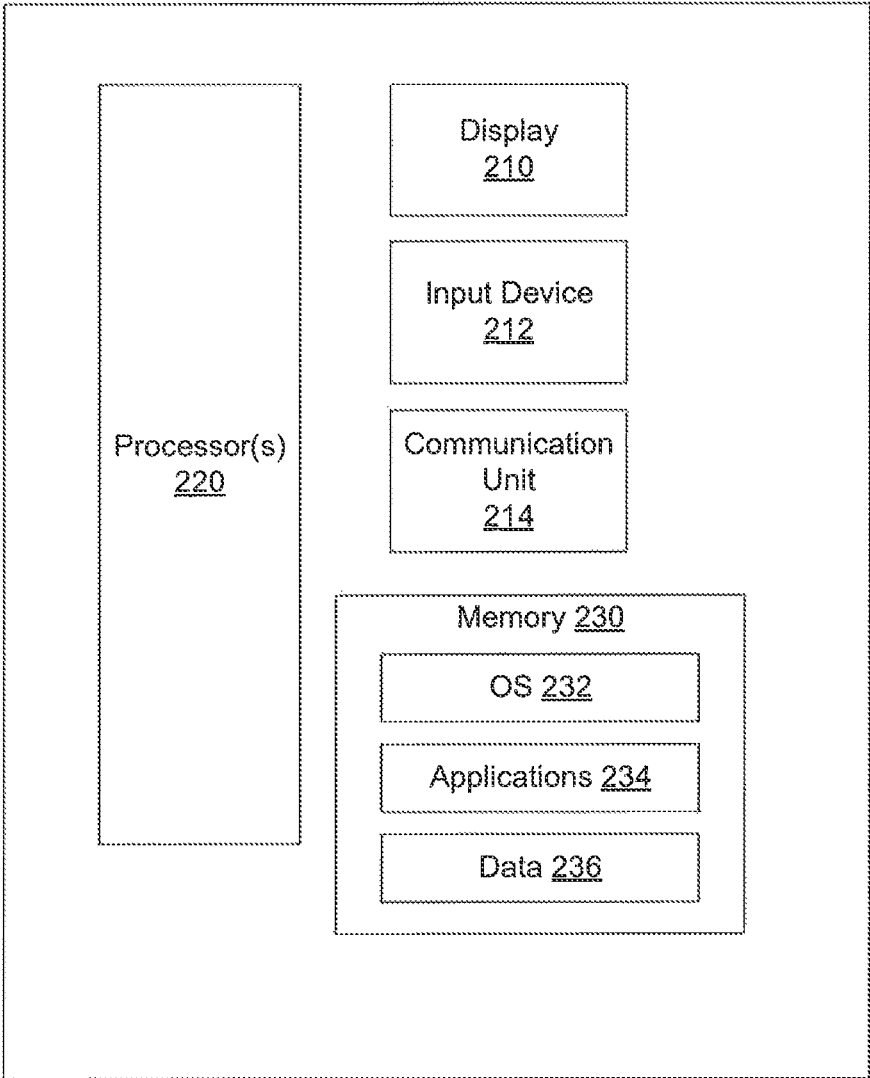 Processor(s)
220
Display
210
Input Device
212
Communication
Unit
214
Memory 230
OS 232
Applications 234
Data 236